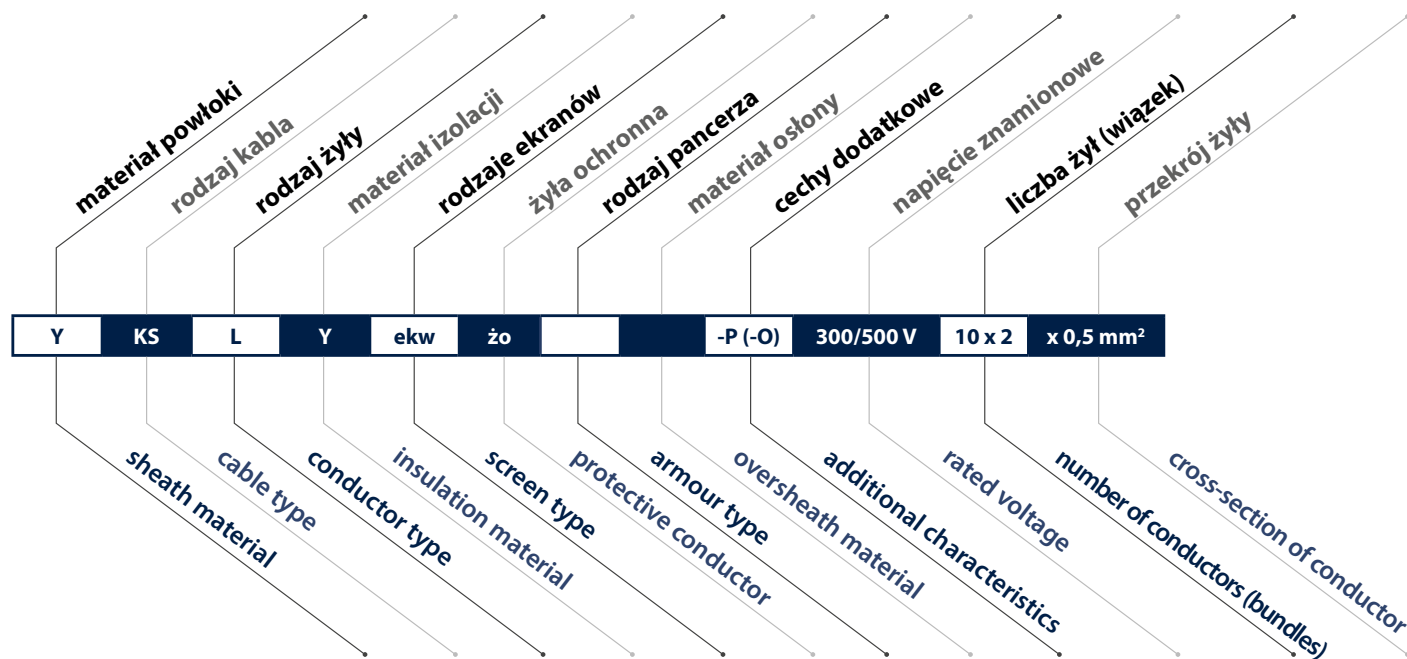 materiał powłoki
rodzaj kabla
rodzaj żyły
materiał izolacji
rodzaje ekranów
żyła ochronna
rodzaj pancerza
materiał osłony
cechy dodatkowe
napięcie znamionowe
liczba żył (wiązek)
przekrój żyły
Y KS L Y ekw żo -P (-O) 300/500 V 10 x 2 x 0,5 mm²
sheath material
cable type
conductor type
insulation material
screen type
protective conductor
armour type
oversheath material
additional characteristics
rated voltage
number of conductors (bundles)
cross-section of conductor